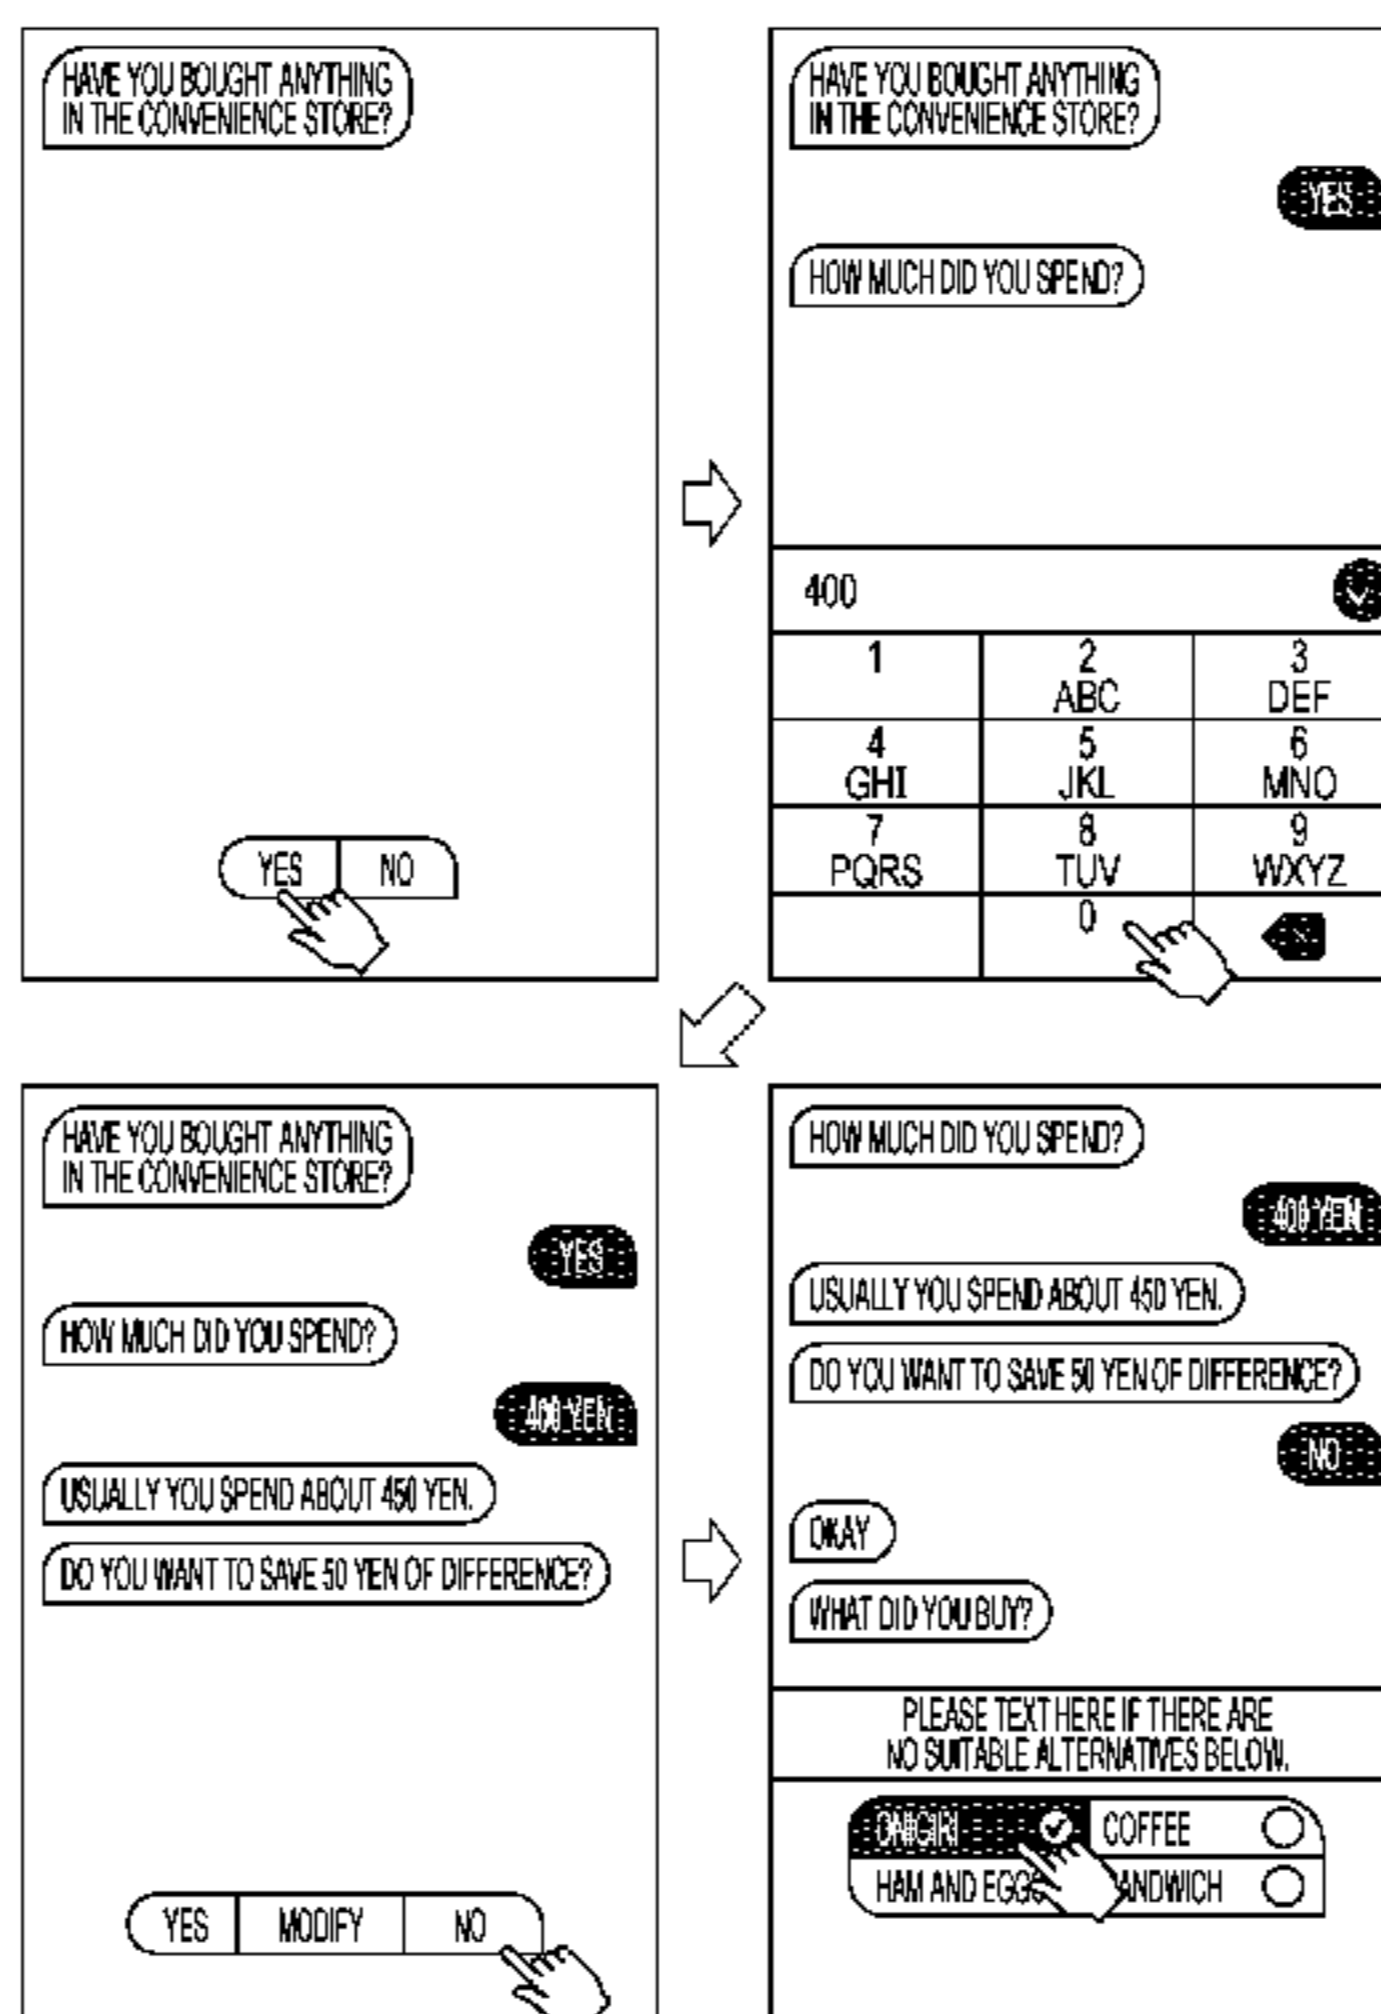 HAVE YOU BOUGHT ANYTHING
IN THE CONVENIENCE STORE?
YES
NO
HAVE YOU BOUGHT ANYTHING
IN THE CONVENIENCE STORE?
YES
HOW MUCH DID YOU SPEND?
400
1
2
3
ABC
DEF
4
5
6
GHI
JKL
MNO
7
8
9
PQRS
TUV
WXYZ
0
HAVE YOU BOUGHT ANYTHING
IN THE CONVENIENCE STORE?
YES
HOW MUCH DID YOU SPEND?
400 YEN
USUALLY YOU SPEND ABOUT 450 YEN.
DO YOU WANT TO SAVE 50 YEN OF DIFFERENCE?
YES
MODIFY
NO
HOW MUCH DID YOU SPEND?
400 YEN
USUALLY YOU SPEND ABOUT 450 YEN.
DO YOU WANT TO SAVE 50 YEN OF DIFFERENCE?
NO
OKAY
WHAT DID YOU BUY?
PLEASE TEXT HERE IF THERE ARE
NO SUITABLE ALTERNATIVES BELOW.
ONIGIRI
COFFEE
HAM AND EGGS
ANDWICH